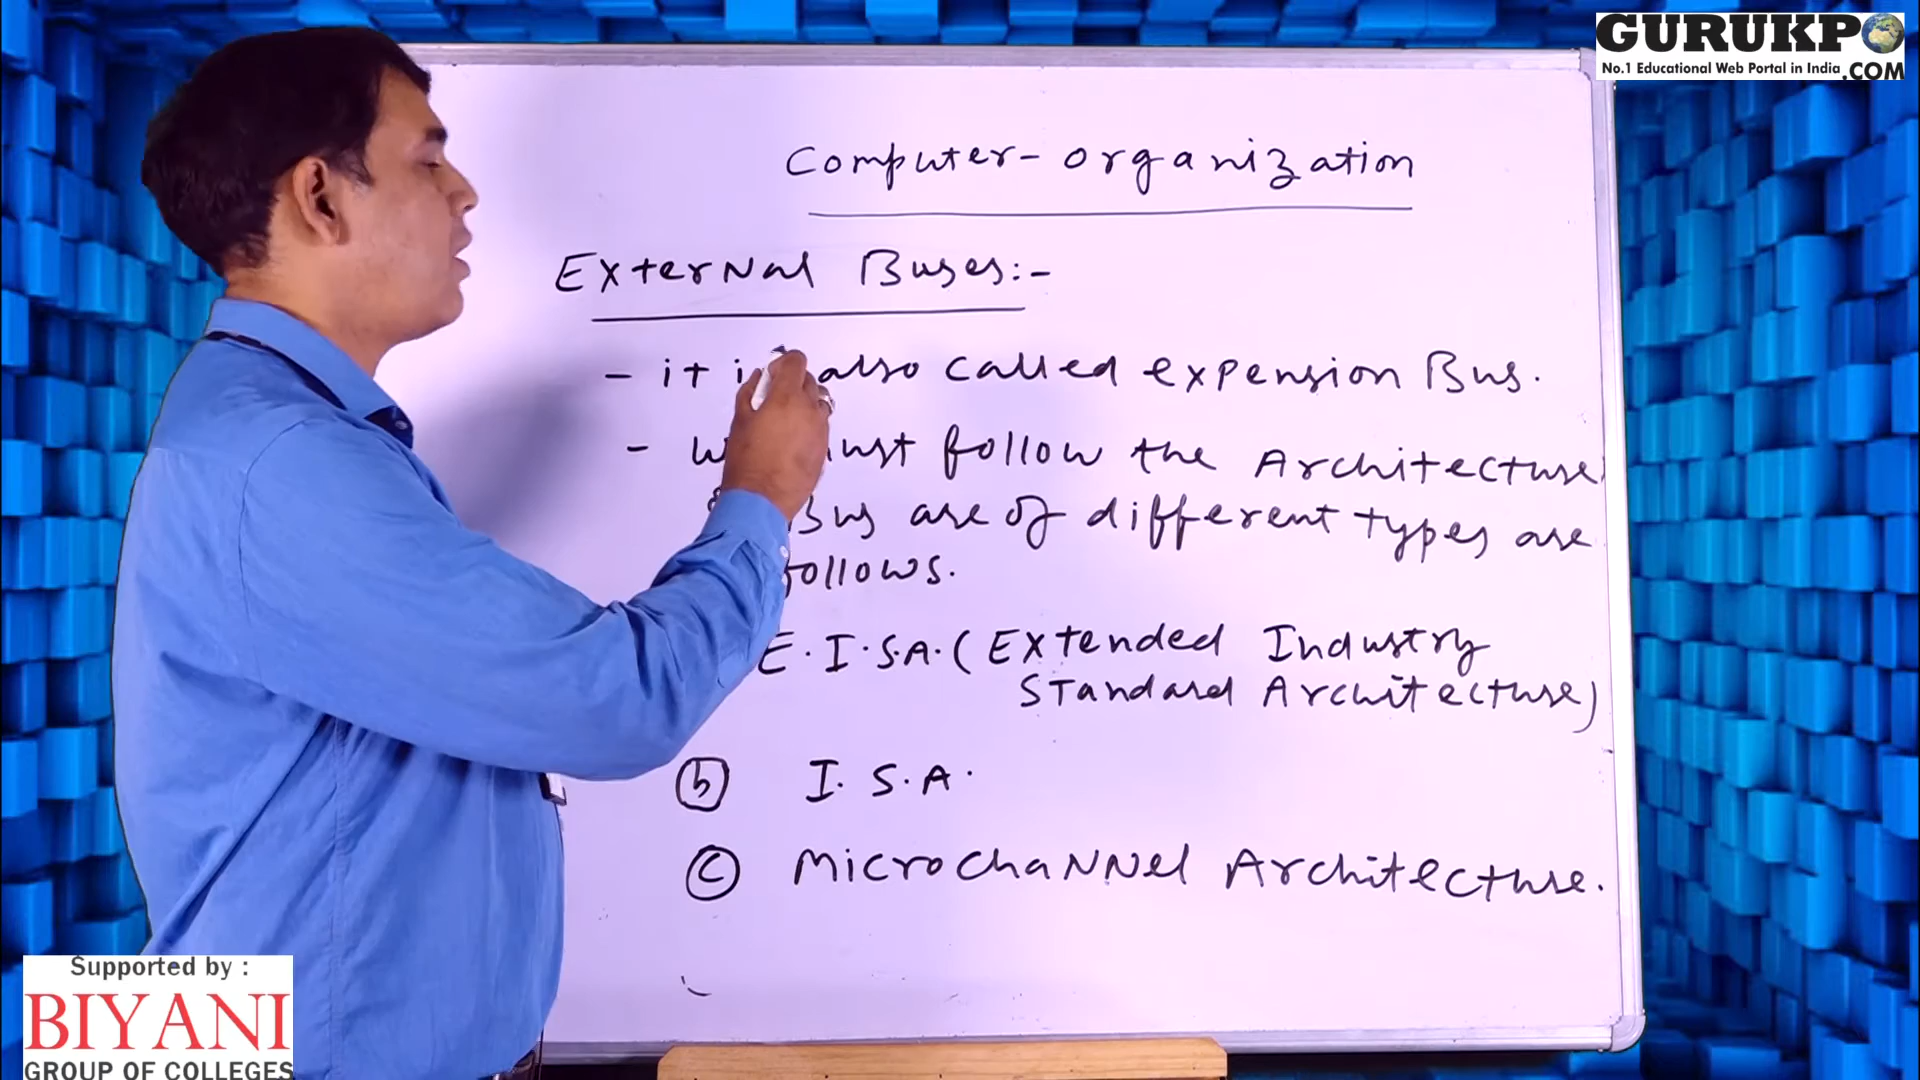 GURUKPO
No.1 Educational Web Portal in India .COM
Computer- organization
External Buses:-
- it is also called expension Bus.
- must follow the Architecture
Bus are of different types are
follows.
E.I.S.A. (Extended Industry
Standard Architecture)
b I.S.A.
c Microchannel Architecture.
Supported by :
BIYANI
GROUP OF COLLEGES